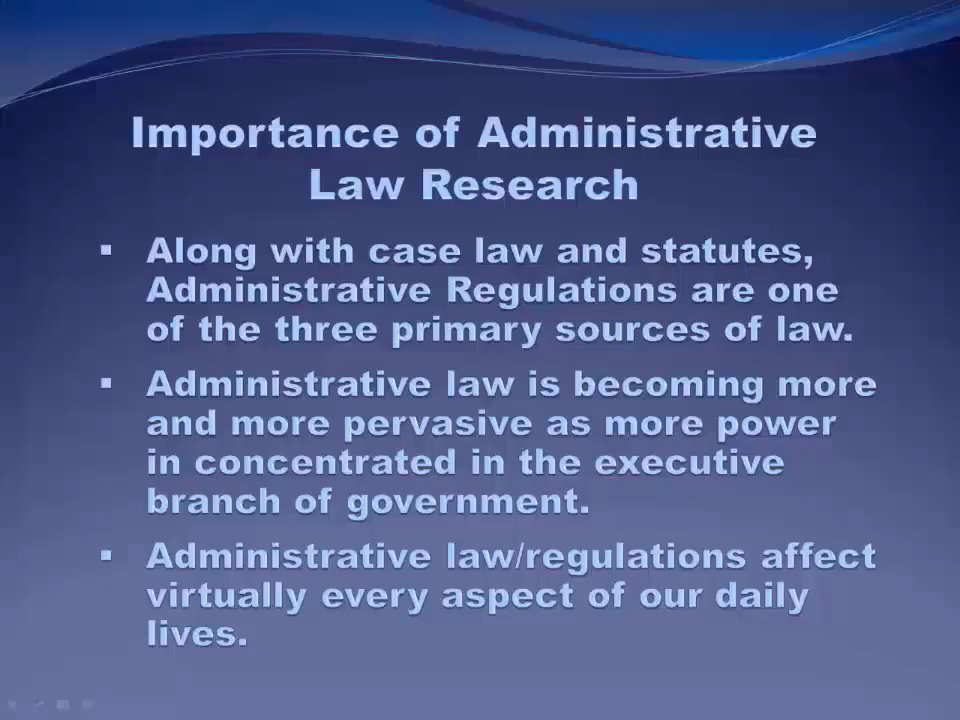 Importance of Administrative
Law Research
▪ Along with case law and statutes,
Administrative Regulations are one
of the three primary sources of law.
▪ Administrative law is becoming more
and more pervasive as more power
in concentrated in the executive
branch of government.
▪ Administrative law/regulations affect
virtually every aspect of our daily
lives.